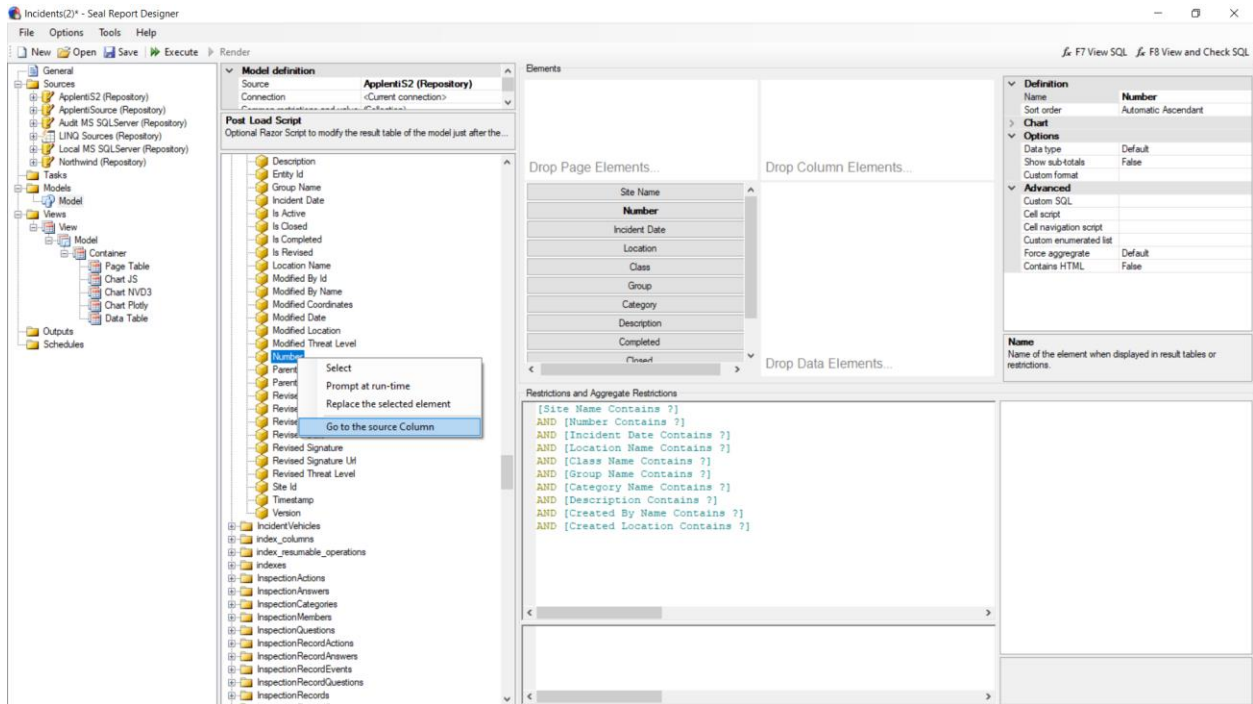 Incidents(2)* - Seal Report Designer
File Options Tools Help
New Open Save Execute Render
fx F7 View SQL fx F8 View and Check SQL
General
Sources
ApplentiS2 (Repository)
ApplentiSource (Repository)
Audit MS SQLServer (Repository)
LINQ Sources (Repository)
Local MS SQLServer (Repository)
Northwind (Repository)
Tasks
Models
Model
Views
View
Model
Container
Page Table
Chart JS
Chart NVD3
Chart Plotly
Data Table
Outputs
Schedules
Model definition
Source ApplentiS2 (Repository)
Connection <Current connection>
Post Load Script
Optional Razor Script to modify the result table of the model just after the...
Description
Entity Id
Group Name
Incident Date
Is Active
Is Closed
Is Completed
Is Revised
Location Name
Modified By Id
Modified By Name
Modified Coordinates
Modified Date
Modified Location
Modified Threat Level
Number
Parent
Parent
Revise
Revise
Revise
Revise
Revised Signature
Revised Signature Url
Revised Threat Level
Site Id
Timestamp
Version
IncidentVehicles
index_columns
index_resumable_operations
indexes
InspectionActions
InspectionAnswers
InspectionCategories
InspectionMembers
InspectionQuestions
InspectionRecordActions
InspectionRecordAnswers
InspectionRecordEvents
InspectionRecordQuestions
InspectionRecords
Select
Prompt at run-time
Replace the selected element
Go to the source Column
Elements
Drop Page Elements...
Drop Column Elements...
Site Name
Number
Incident Date
Location
Class
Group
Category
Description
Completed
Closed
Drop Data Elements...
Restrictions and Aggregate Restrictions
[Site Name Contains ?]
AND [Number Contains ?]
AND [Incident Date Contains ?]
AND [Location Name Contains ?]
AND [Class Name Contains ?]
AND [Group Name Contains ?]
AND [Category Name Contains ?]
AND [Description Contains ?]
AND [Created By Name Contains ?]
AND [Created Location Contains ?]
Definition
Name Number
Sort order Automatic Ascendant
Chart
Options
Data type Default
Show sub-totals False
Custom format
Advanced
Custom SQL
Cell script
Cell navigation script
Custom enumerated list
Force aggregate Default
Contains HTML False
Name
Name of the element when displayed in result tables or
restrictions.